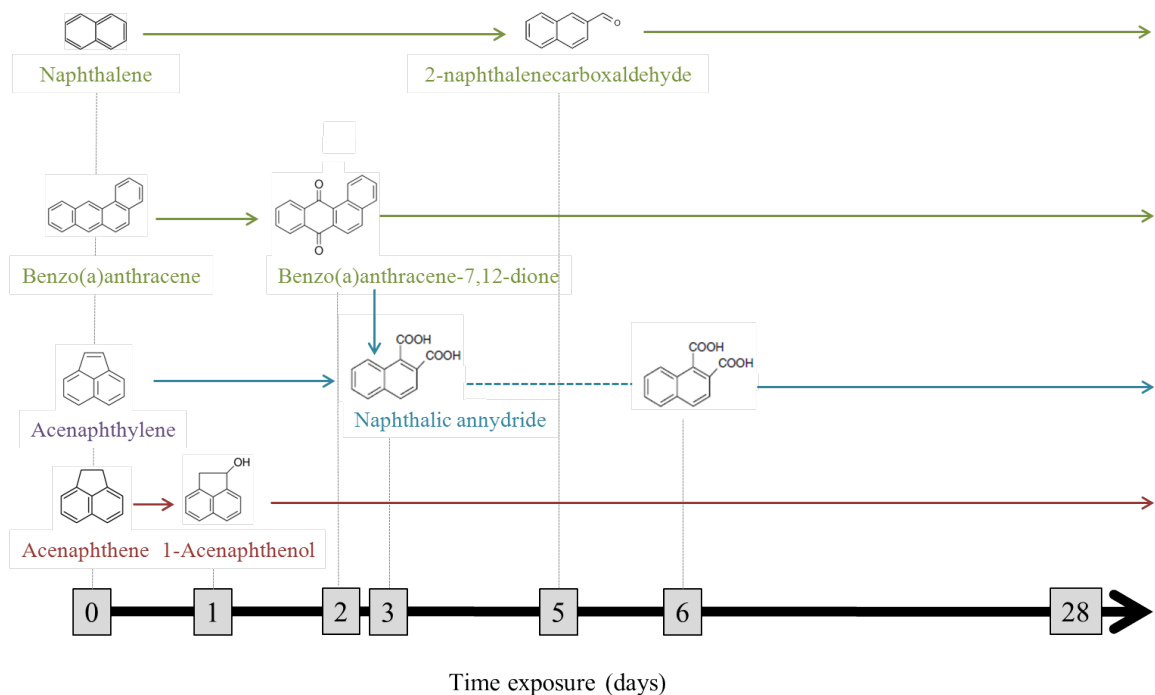 O
Naphthalene
2-naphthalenecarboxaldehyde
O
O
Benzo(a)anthracene
Benzo(a)anthracene-7,12-dione
COOH
COOH
COOH
COOH
Acenaphthylene
Naphthalic annydride
OH
Acenaphthene
1-Acenaphthenol
0
1
2
3
5
6
28
Time exposure (days)